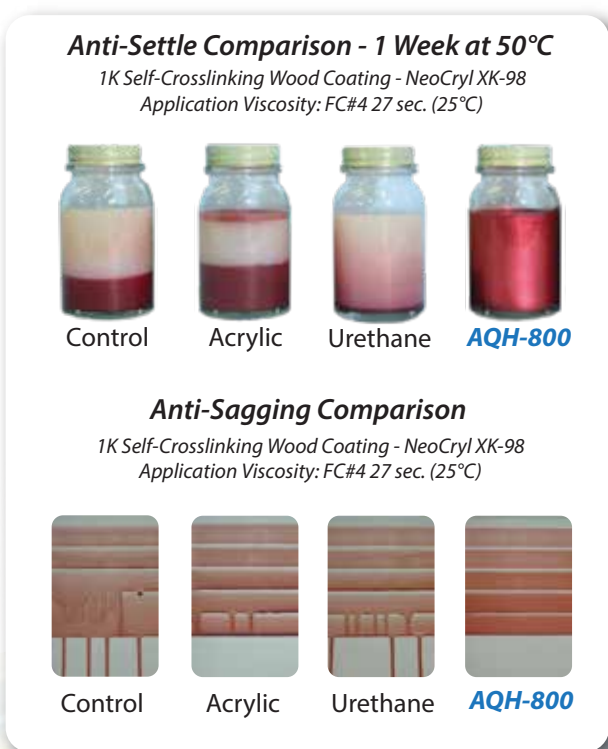 Anti-Settle Comparison - 1 Week at 50°C
1K Self-Crosslinking Wood Coating - NeoCryl XK-98
Application Viscosity: FC#4 27 sec. (25°C)
Control Acrylic Urethane AQH-800
Anti-Sagging Comparison
1K Self-Crosslinking Wood Coating - NeoCryl XK-98
Application Viscosity: FC#4 27 sec. (25°C)
Control Acrylic Urethane AQH-800